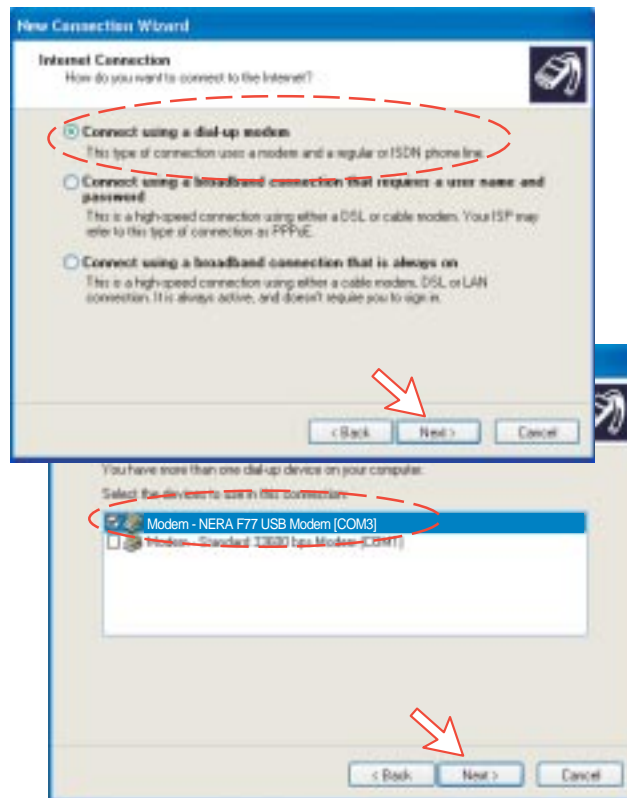 New Connection Wizard
Internet Connection
How do you want to connect to the Internet?
Connect using a dial-up modem
This type of connection uses a modem and a regular or ISDN phone line.
Connect using a broadband connection that requires a user name and
password
This is a high-speed connection using either a DSL or cable modem. Your ISP may
refer to this type of connection as PPPoE.
Connect using a broadband connection that is always on
This is a high-speed connection using either a cable modem, DSL or LAN
connection. It is always active, and doesn't require you to sign in.
< Back Next > Cancel
You have more than one dial-up device on your computer.
Select the devices to use in this connection:
Modem - NERA F77 USB Modem [COM3]
Modem - Standard 33600 bps Modem (COM1)
< Back Next > Cancel